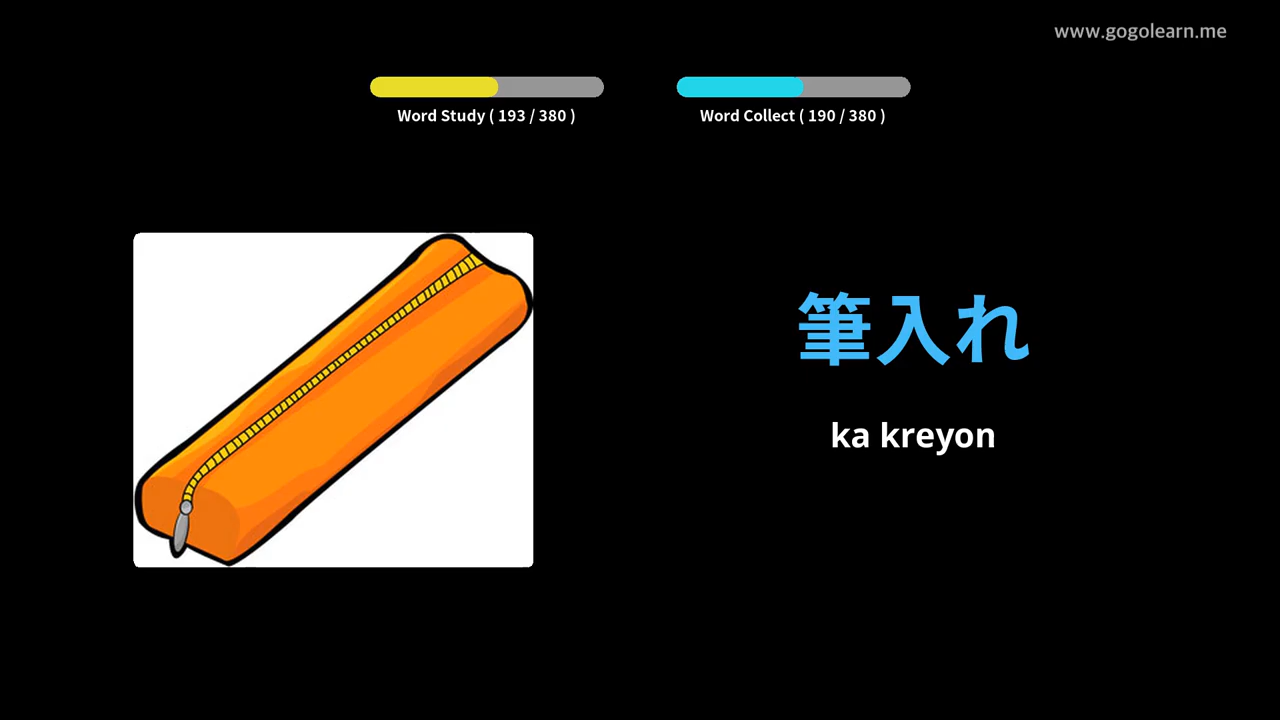 www.gogolearn.me
Word Study ( 193 / 380 )
Word Collect ( 190 / 380 )
筆入れ
ka kreyon